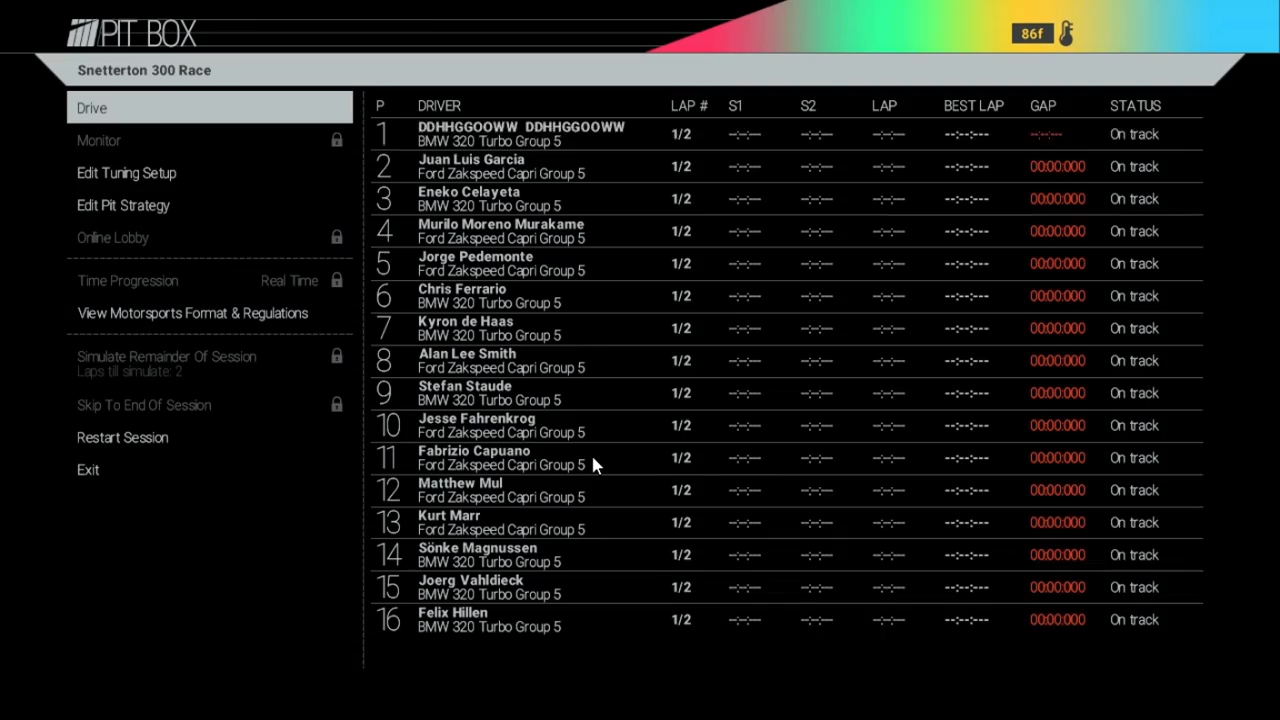 PIT BOX
86f
Snetterton 300 Race
Drive
Monitor
Edit Tuning Setup
Edit Pit Strategy
Online Lobby
Time Progression Real Time
View Motorsports Format & Regulations
Simulate Remainder Of Session
Laps till simulate: 2
Skip To End Of Session
Restart Session
Exit
P DRIVER LAP # S1 S2 LAP BEST LAP GAP STATUS
1 DDHHGGOOWW DDHHGGOOWW 1/2 --:--:--- --:--:--- --:--:--- --:--:--- --:--:--- On track
BMW 320 Turbo Group 5
2 Juan Luis Garcia 1/2 --:--:--- --:--:--- --:--:--- --:--:--- 00:00:000 On track
Ford Zakspeed Capri Group 5
3 Eneko Celayeta 1/2 --:--:--- --:--:--- --:--:--- --:--:--- 00:00:000 On track
BMW 320 Turbo Group 5
4 Murilo Moreno Murakame 1/2 --:--:--- --:--:--- --:--:--- --:--:--- 00:00:000 On track
Ford Zakspeed Capri Group 5
5 Jorge Pedemonte 1/2 --:--:--- --:--:--- --:--:--- --:--:--- 00:00:000 On track
Ford Zakspeed Capri Group 5
6 Chris Ferrario 1/2 --:--:--- --:--:--- --:--:--- --:--:--- 00:00:000 On track
BMW 320 Turbo Group 5
7 Kyron de Haas 1/2 --:--:--- --:--:--- --:--:--- --:--:--- 00:00:000 On track
BMW 320 Turbo Group 5
8 Alan Lee Smith 1/2 --:--:--- --:--:--- --:--:--- --:--:--- 00:00:000 On track
Ford Zakspeed Capri Group 5
9 Stefan Staude 1/2 --:--:--- --:--:--- --:--:--- --:--:--- 00:00:000 On track
BMW 320 Turbo Group 5
10 Jesse Fahrenkrog 1/2 --:--:--- --:--:--- --:--:--- --:--:--- 00:00:000 On track
Ford Zakspeed Capri Group 5
11 Fabrizio Capuano 1/2 --:--:--- --:--:--- --:--:--- --:--:--- 00:00:000 On track
Ford Zakspeed Capri Group 5
12 Matthew Mul 1/2 --:--:--- --:--:--- --:--:--- --:--:--- 00:00:000 On track
Ford Zakspeed Capri Group 5
13 Kurt Marr 1/2 --:--:--- --:--:--- --:--:--- --:--:--- 00:00:000 On track
Ford Zakspeed Capri Group 5
14 Sönke Magnussen 1/2 --:--:--- --:--:--- --:--:--- --:--:--- 00:00:000 On track
BMW 320 Turbo Group 5
15 Joerg Vahldieck 1/2 --:--:--- --:--:--- --:--:--- --:--:--- 00:00:000 On track
BMW 320 Turbo Group 5
16 Felix Hillen 1/2 --:--:--- --:--:--- --:--:--- --:--:--- 00:00:000 On track
BMW 320 Turbo Group 5